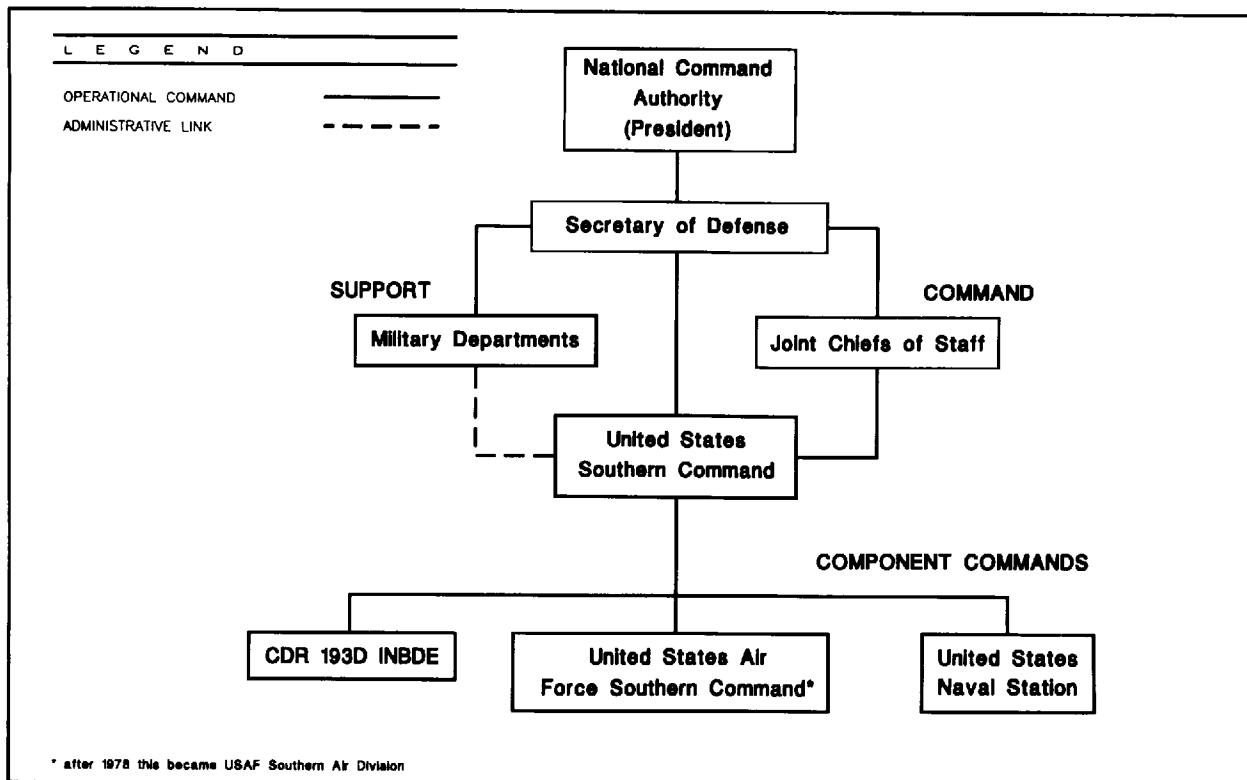 L E G E N D
OPERATIONAL COMMAND
ADMINISTRATIVE LINK
National Command
Authority
(President)
Secretary of Defense
SUPPORT
COMMAND
Military Departments
Joint Chiefs of Staff
United States
Southern Command
COMPONENT COMMANDS
CDR 193D INBDE
United States Air
Force Southern Command*
United States
Naval Station
* after 1978 this became USAF Southern Air Division